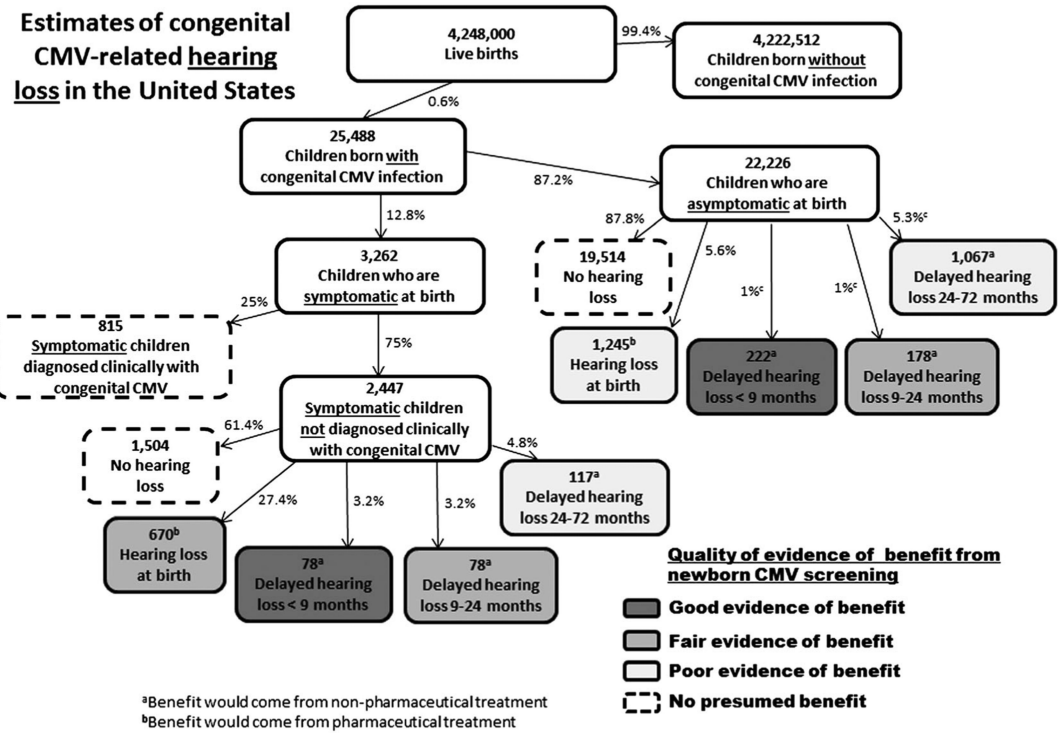 Estimates of congenital
CMV-related hearing
loss in the United States
4,248,000
Live births
99.4%
4,222,512
Children born without
congenital CMV infection
0.6%
25,488
Children born with
congenital CMV infection
87.2%
22,226
Children who are
asymptomatic at birth
12.8%
87.8%
5.6%
1%ᶜ
1%ᶜ
5.3%ᶜ
3,262
Children who are
symptomatic at birth
19,514
No hearing
loss
1,067ᵃ
Delayed hearing
loss 24-72 months
25%
815
Symptomatic children
diagnosed clinically with
congenital CMV
75%
1,245ᵇ
Hearing loss
at birth
222ᵃ
Delayed hearing
loss < 9 months
178ᵃ
Delayed hearing
loss 9-24 months
2,447
Symptomatic children
not diagnosed clinically
with congenital CMV
61.4%
1,504
No hearing
loss
27.4%
3.2%
3.2%
4.8%
117ᵃ
Delayed hearing
loss 24-72 months
670ᵇ
Hearing loss
at birth
78ᵃ
Delayed hearing
loss < 9 months
78ᵃ
Delayed hearing
loss 9-24 months
Quality of evidence of benefit from
newborn CMV screening
Good evidence of benefit
Fair evidence of benefit
Poor evidence of benefit
No presumed benefit
ᵃBenefit would come from non-pharmaceutical treatment
ᵇBenefit would come from pharmaceutical treatment